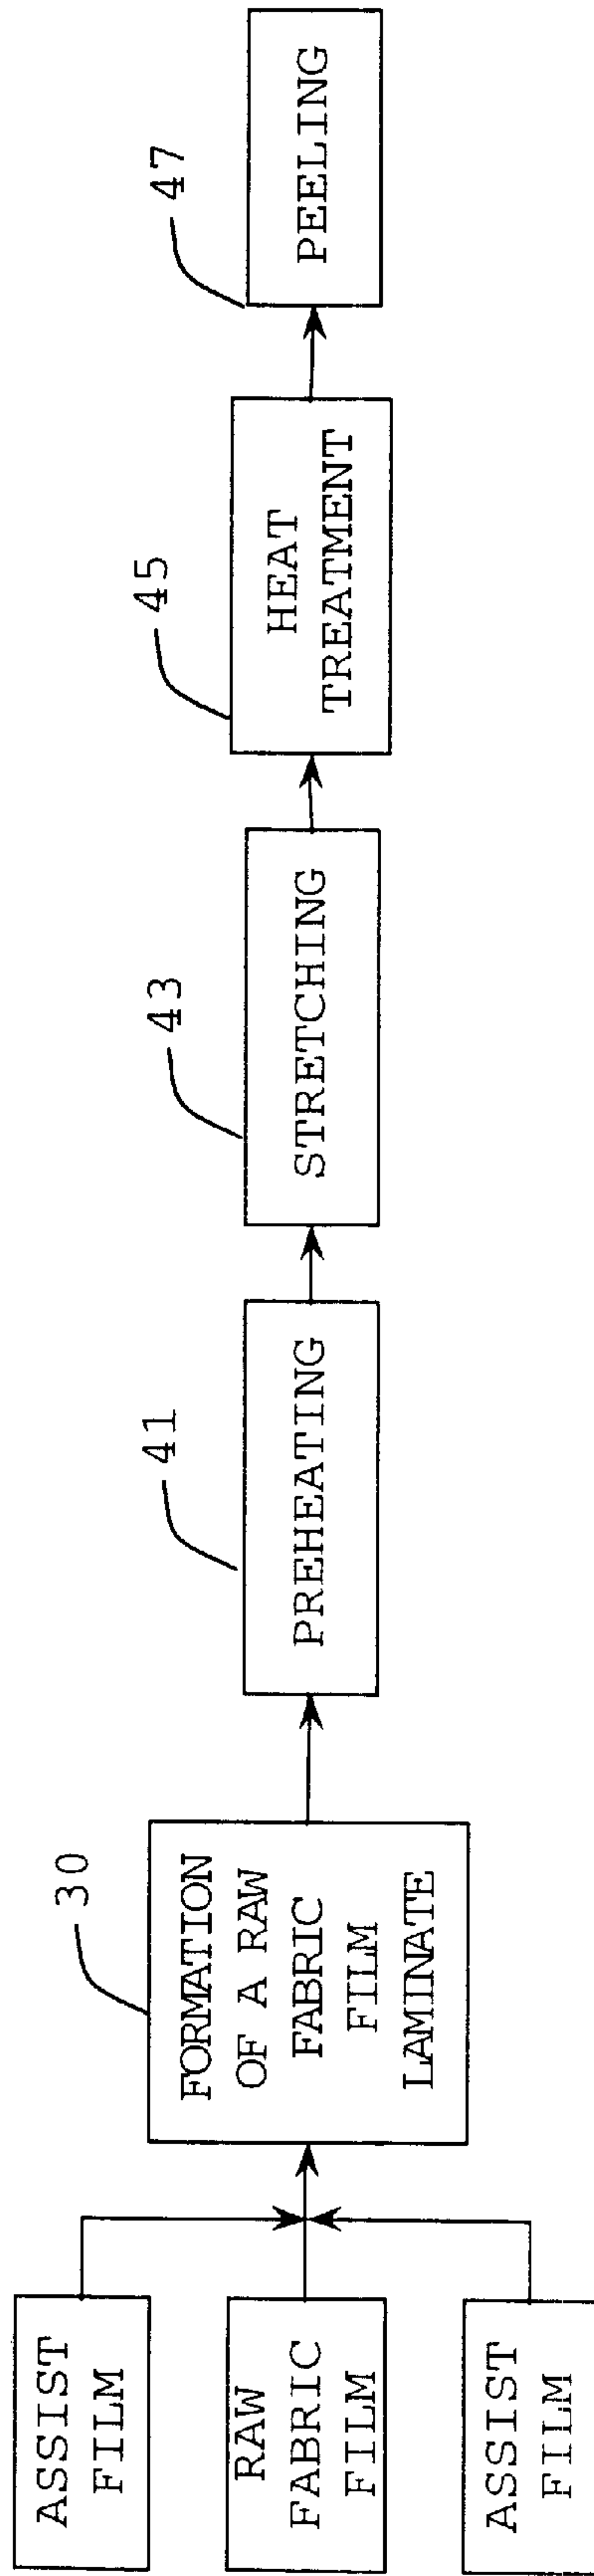 ASSIST
FILM
RAW
FABRIC
FILM
ASSIST
FILM
30
FORMATION
OF A RAW
FABRIC
FILM
LAMINATE
41
PREHEATING
43
STRETCHING
45
HEAT
TREATMENT
47
PEELING